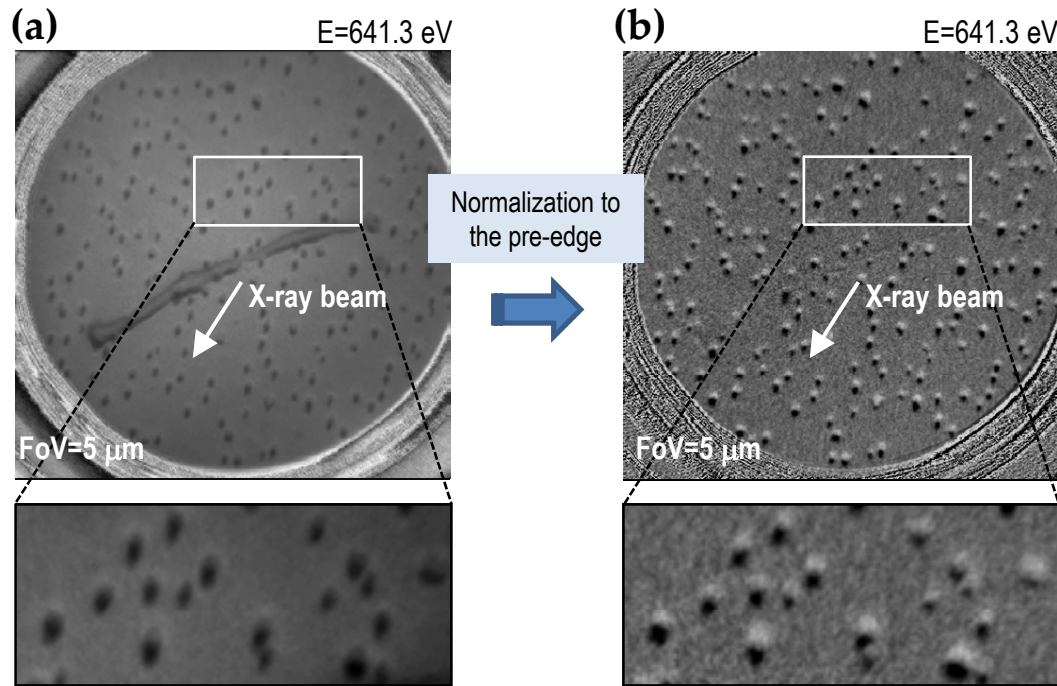 (a)
E=641.3 eV
(b)
E=641.3 eV
Normalization to
the pre-edge
X-ray beam
X-ray beam
FoV=5 μm
FoV=5 μm